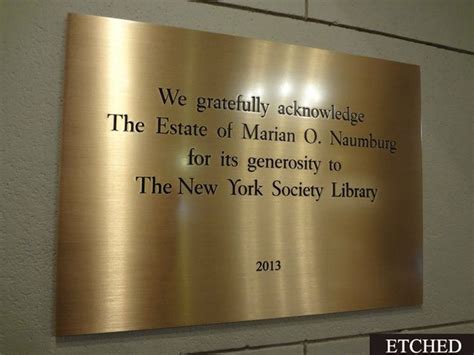 We gratefully acknowledge
The Estate of Marian O. Naumburg
for its generosity to
The New York Society Library
2013
ETCHED